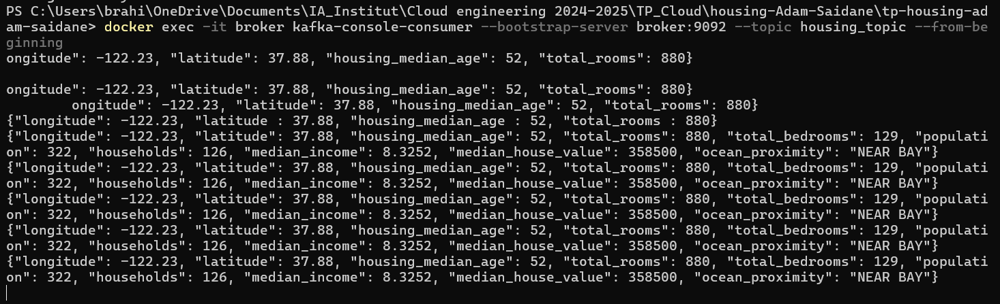 PS C:\Users\brahi\OneDrive\Documents\IA_Institut\Cloud engineering 2024-2025\TP_Cloud\housing-Adam-Saidane\tp-housing-ad
am-saidane> docker exec -it broker kafka-console-consumer --bootstrap-server broker:9092 --topic housing_topic --from-be
ginning
ongitude": -122.23, "latitude": 37.88, "housing_median_age": 52, "total_rooms": 880}

ongitude": -122.23, "latitude": 37.88, "housing_median_age": 52, "total_rooms": 880}
        ongitude": -122.23, "latitude": 37.88, "housing_median_age": 52, "total_rooms": 880}
{"longitude": -122.23, "latitude : 37.88, "housing_median_age : 52, "total_rooms : 880}
{"longitude": -122.23, "latitude": 37.88, "housing_median_age": 52, "total_rooms": 880, "total_bedrooms": 129, "populati
on": 322, "households": 126, "median_income": 8.3252, "median_house_value": 358500, "ocean_proximity": "NEAR BAY"}
{"longitude": -122.23, "latitude": 37.88, "housing_median_age": 52, "total_rooms": 880, "total_bedrooms": 129, "populati
on": 322, "households": 126, "median_income": 8.3252, "median_house_value": 358500, "ocean_proximity": "NEAR BAY"}
{"longitude": -122.23, "latitude": 37.88, "housing_median_age": 52, "total_rooms": 880, "total_bedrooms": 129, "populati
on": 322, "households": 126, "median_income": 8.3252, "median_house_value": 358500, "ocean_proximity": "NEAR BAY"}
{"longitude": -122.23, "latitude": 37.88, "housing_median_age": 52, "total_rooms": 880, "total_bedrooms": 129, "populati
on": 322, "households": 126, "median_income": 8.3252, "median_house_value": 358500, "ocean_proximity": "NEAR BAY"}
{"longitude": -122.23, "latitude": 37.88, "housing_median_age": 52, "total_rooms": 880, "total_bedrooms": 129, "populati
on": 322, "households": 126, "median_income": 8.3252, "median_house_value": 358500, "ocean_proximity": "NEAR BAY"}